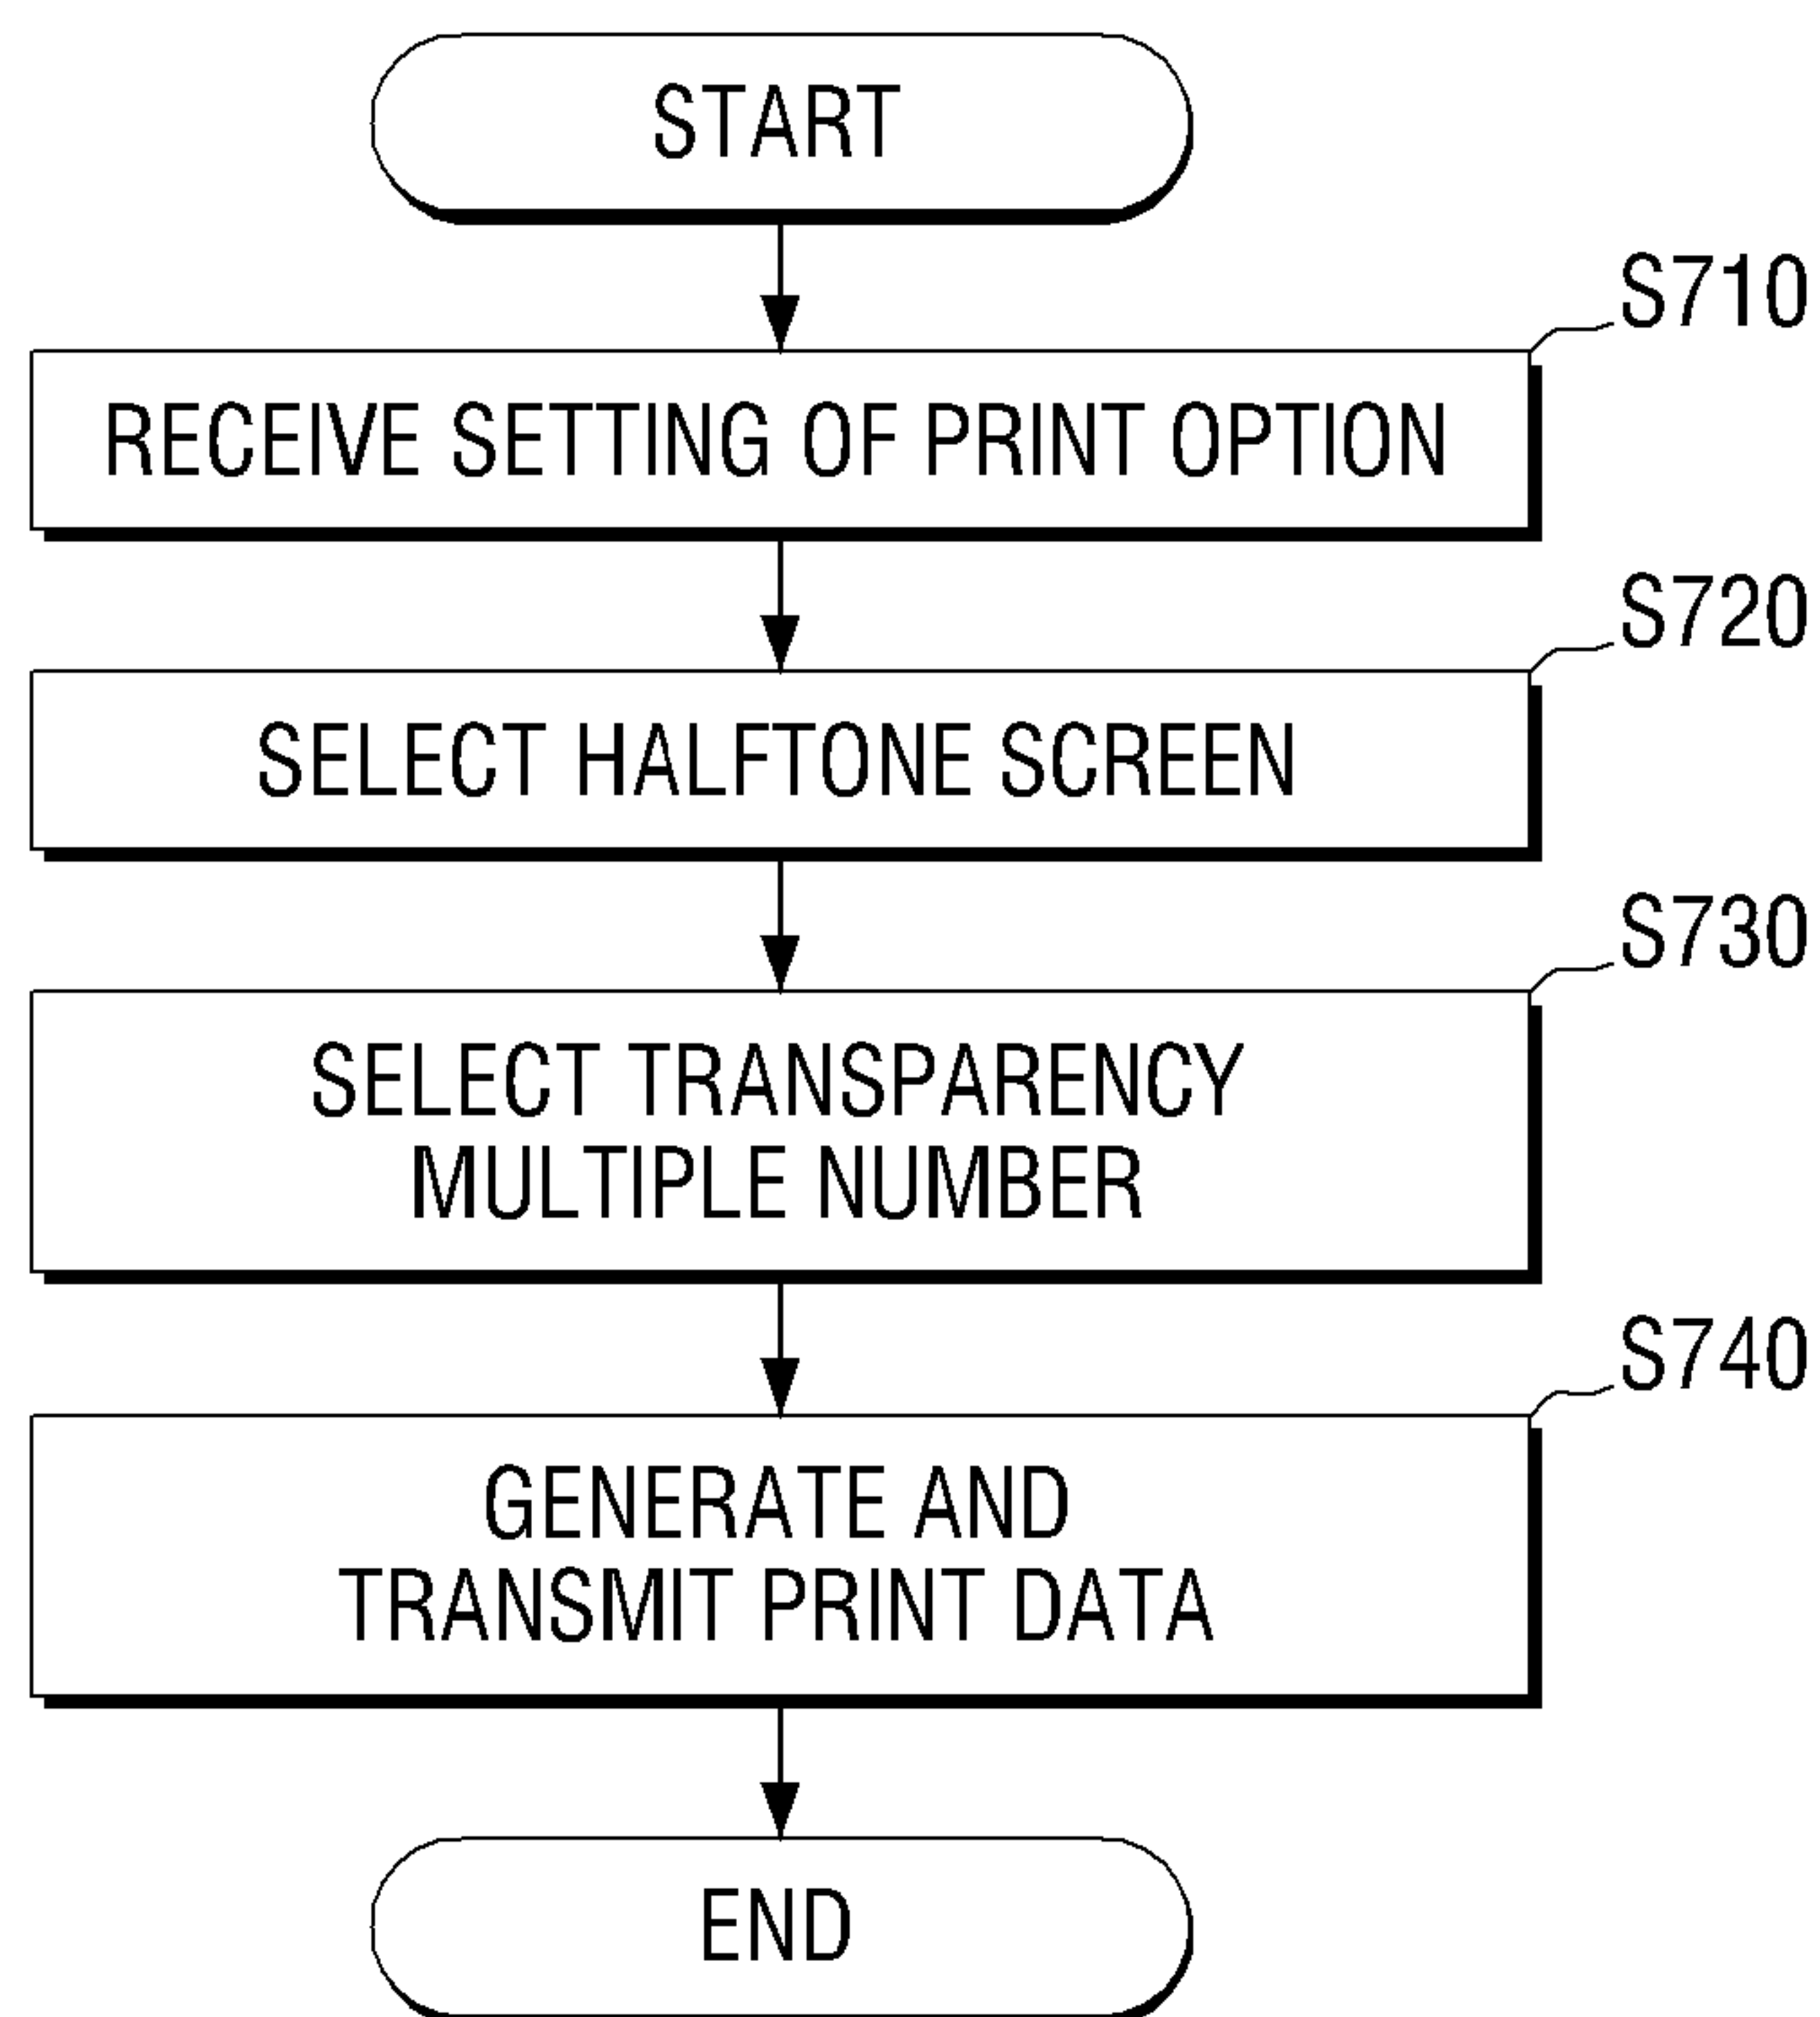 START
S710
RECEIVE SETTING OF PRINT OPTION
S720
SELECT HALFTONE SCREEN
S730
SELECT TRANSPARENCY
MULTIPLE NUMBER
S740
GENERATE AND
TRANSMIT PRINT DATA
END